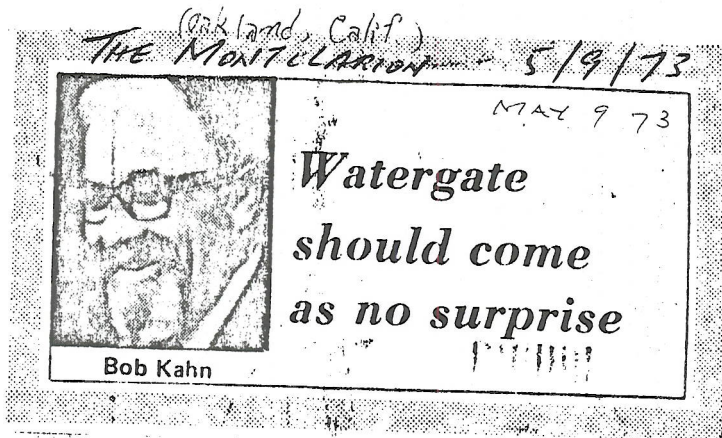 (Oakland, Calif.)
THE MONTCLARION - 5/9/73
MAY 9 73
Watergate
should come
as no surprise
Bob Kahn